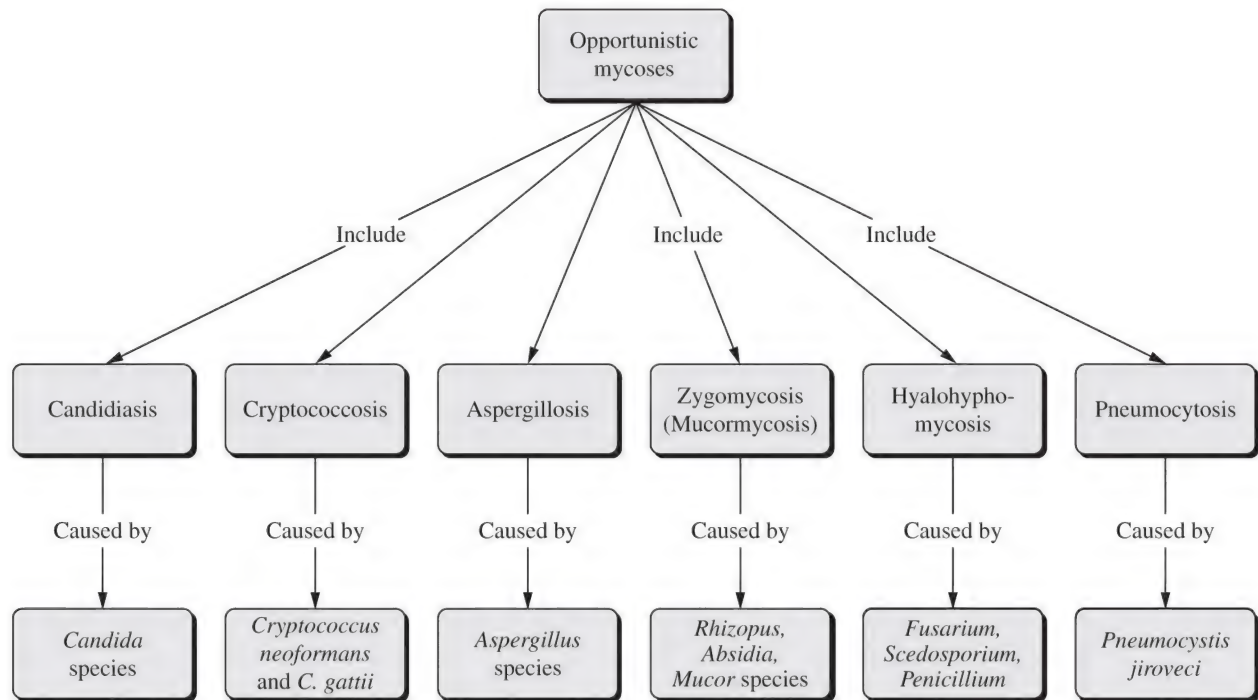 Opportunistic
mycoses
Include
Include
Include
Candidiasis
Cryptococcosis
Aspergillosis
Zygomycosis
(Mucormycosis)
Hyalohypho-
mycosis
Pneumocytosis
Caused by
Caused by
Caused by
Caused by
Caused by
Caused by
Candida
species
Cryptococcus
neoformans
and C. gattii
Aspergillus
species
Rhizopus,
Absidia,
Mucor species
Fusarium,
Scedosporium,
Penicillium
Pneumocystis
jiroveci